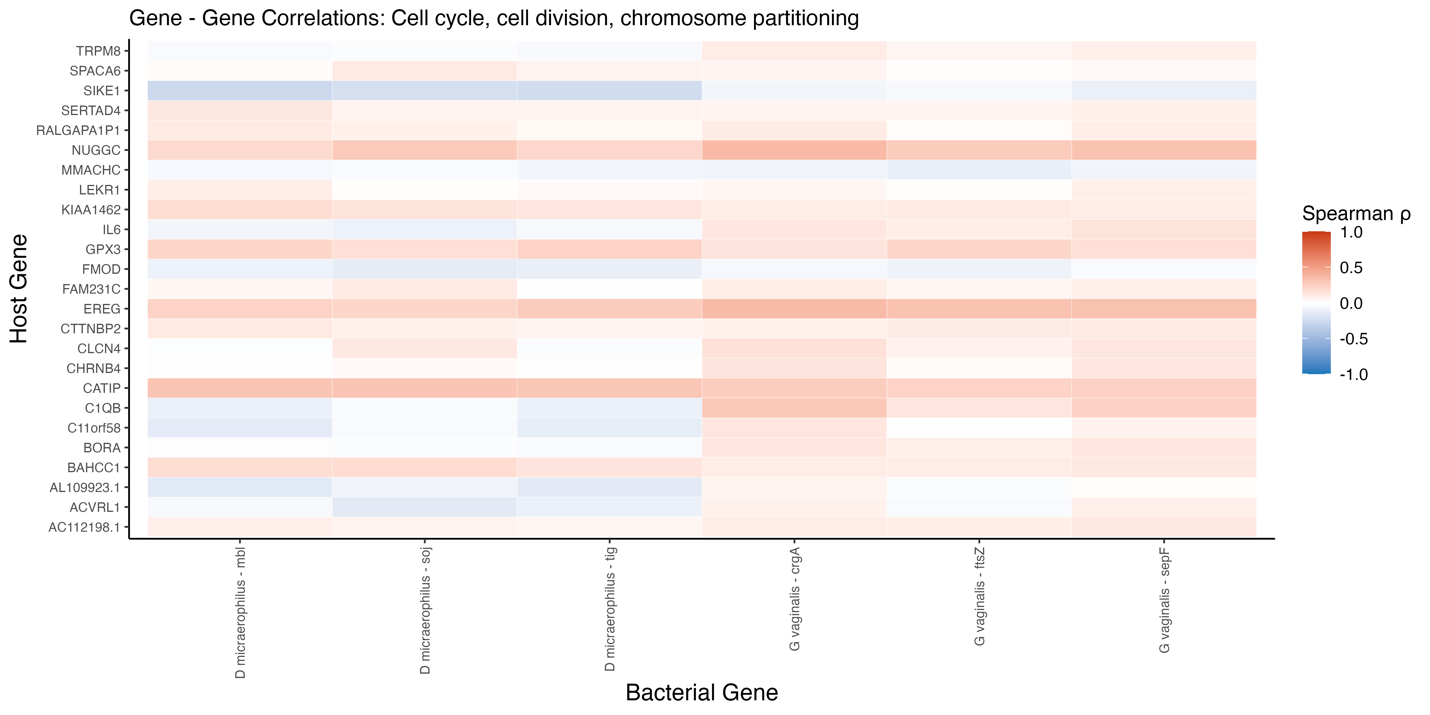 Gene - Gene Correlations: Cell cycle, cell division, chromosome partitioning
Host Gene
TRPM8
SPACA6
SIKE1
SERTAD4
RALGAPA1P1
NUGGC
MMACHC
LEKR1
KIAA1462
IL6
GPX3
FMOD
FAM231C
EREG
CTTNBP2
CLCN4
CHRNB4
CATIP
C1QB
C11orf58
BORA
BAHCC1
AL109923.1
ACVRL1
AC112198.1
D micraerophilus - mbl
D micraerophilus - soj
D micraerophilus - tig
G vaginalis - crgA
G vaginalis - ftsZ
G vaginalis - sepF
Bacterial Gene
Spearman ρ
1.0
0.5
0.0
-0.5
-1.0